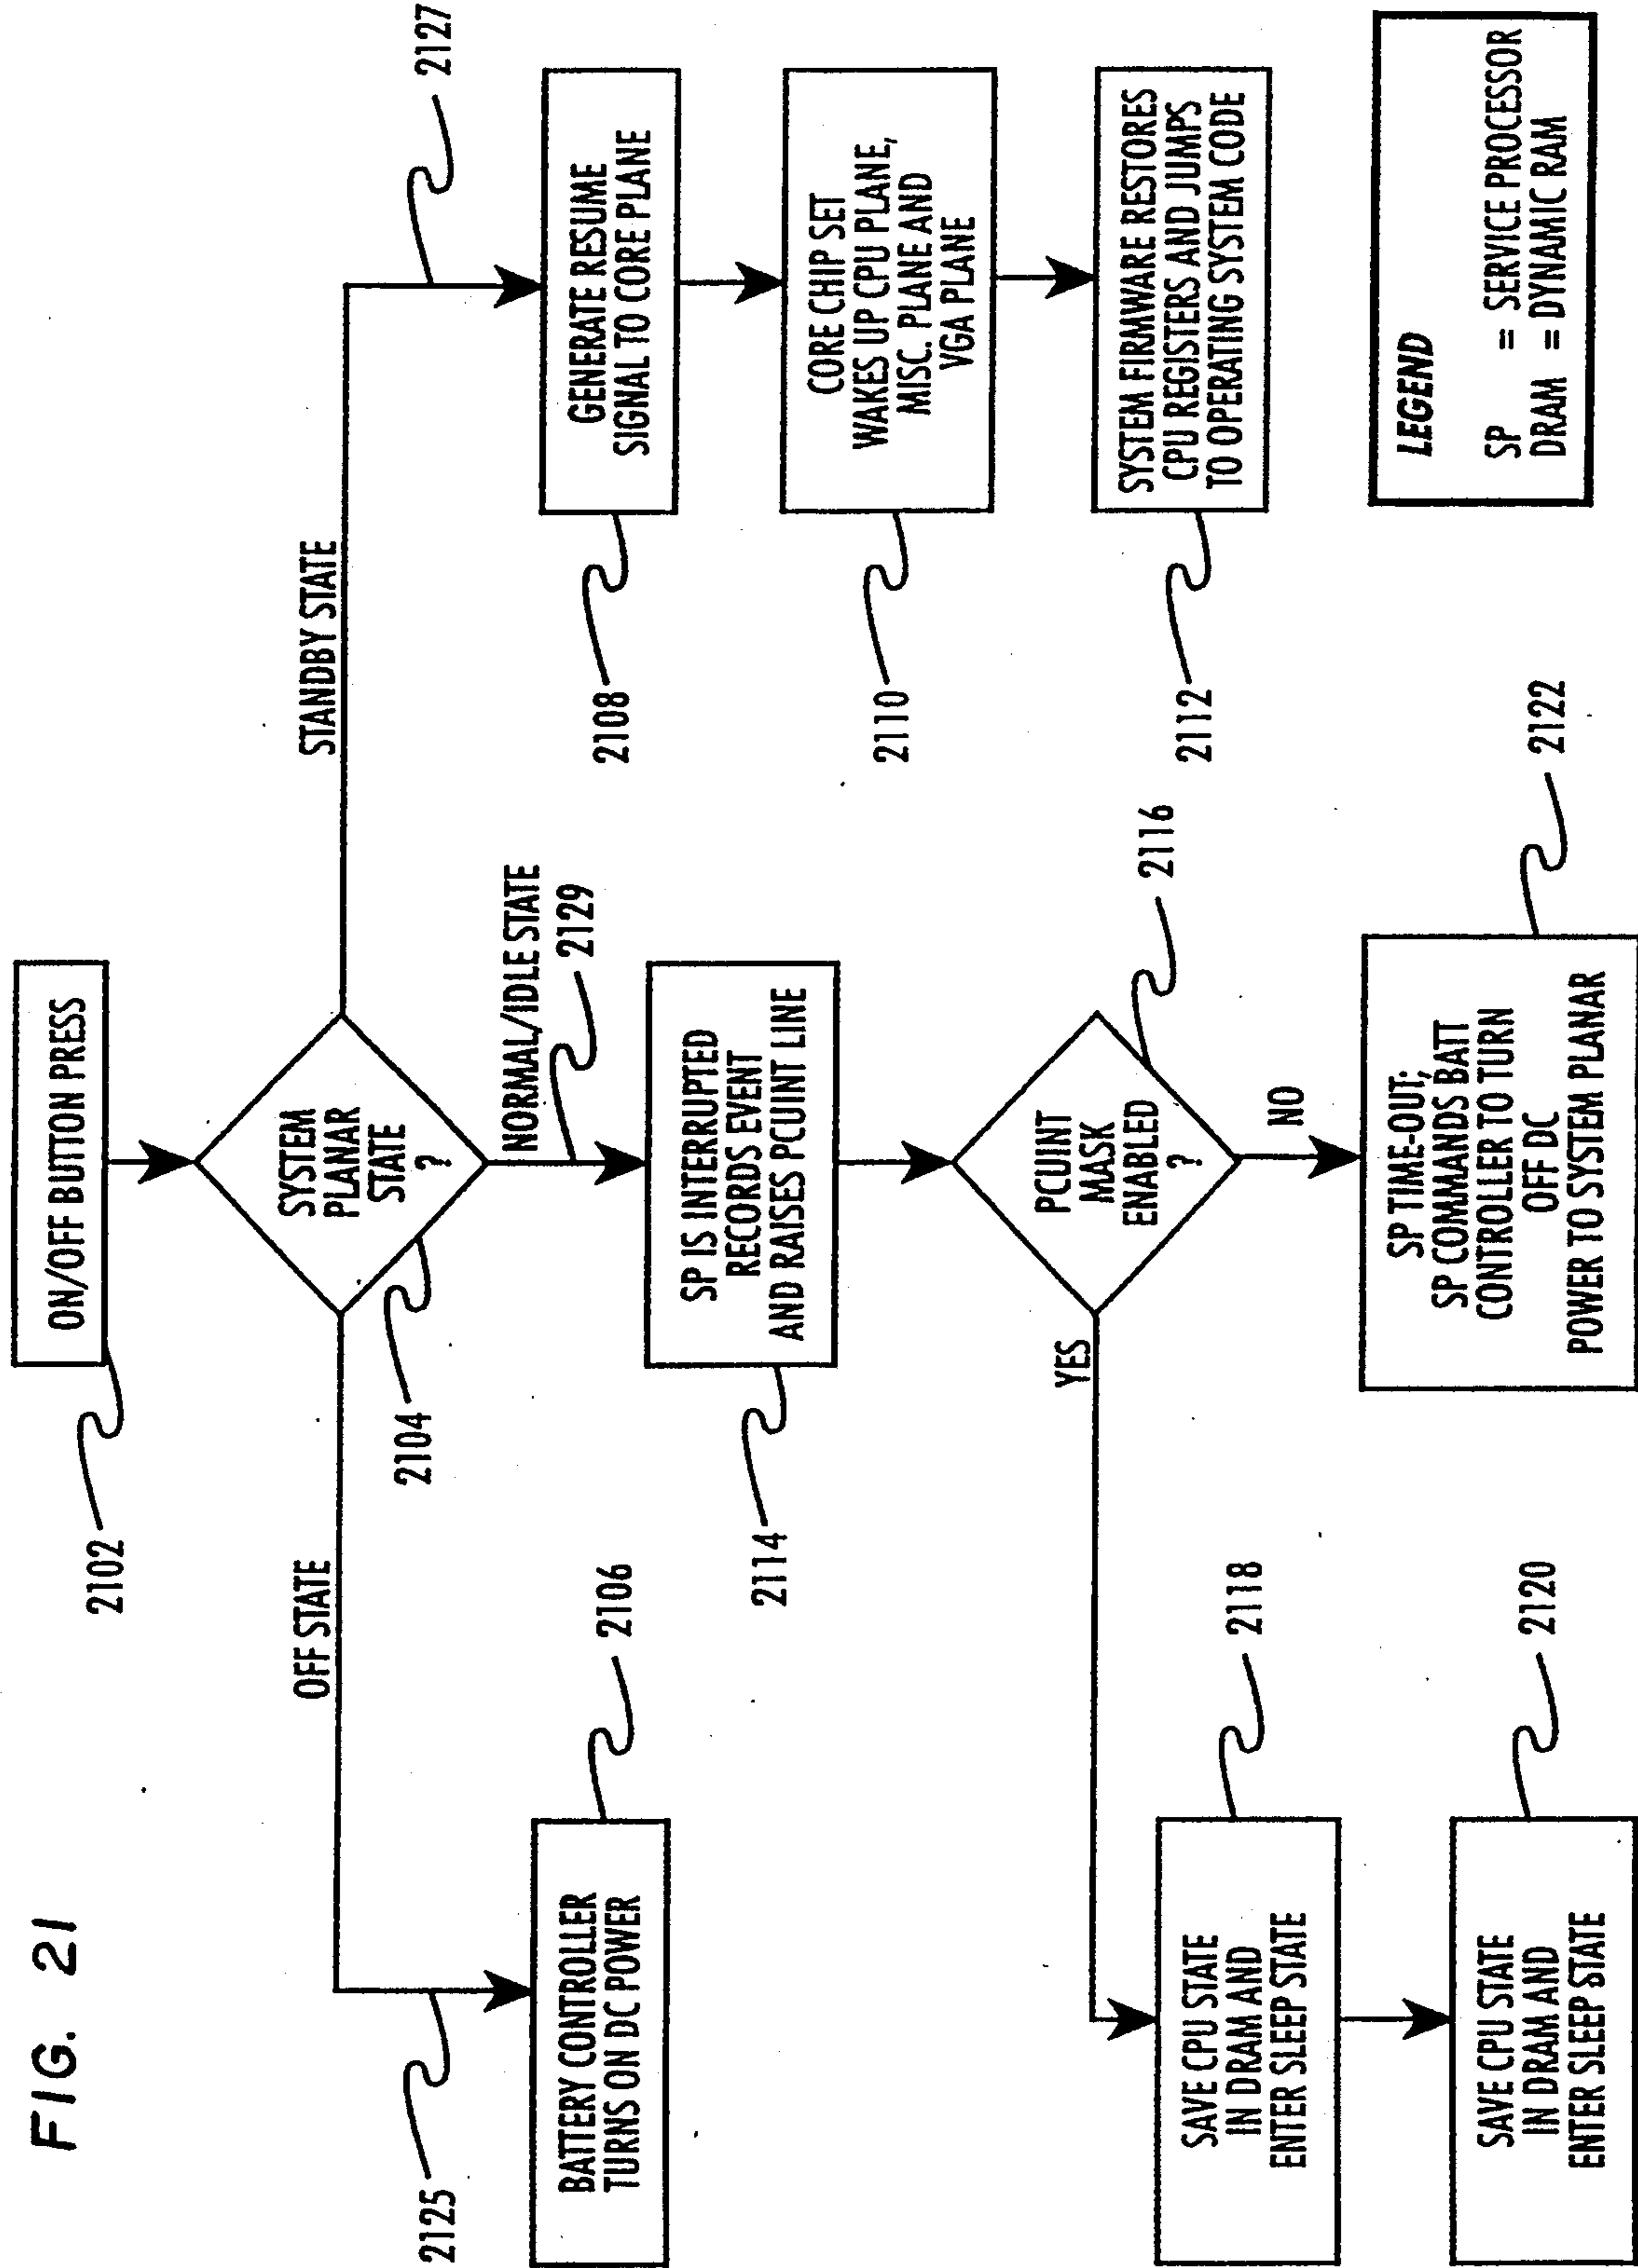 FIG. 21
ON/OFF BUTTON PRESS
2102
SYSTEM
PLANAR
STATE
?
2104
OFF STATE
2125
BATTERY CONTROLLER
TURNS ON DC POWER
2106
NORMAL/IDLE STATE
2129
STANDBY STATE
2127
GENERATE RESUME
SIGNAL TO CORE PLANE
2108
CORE CHIP SET
WAKES UP CPU PLANE,
MISC. PLANE AND
VGA PLANE
2110
SYSTEM FIRMWARE RESTORES
CPU REGISTERS AND JUMPS
TO OPERATING SYSTEM CODE
2112
SP IS INTERRUPTED
RECORDS EVENT
AND RAISES PCUINT LINE
2114
PCUINT
MASK
ENABLED
?
2116
YES
SAVE CPU STATE
IN DRAM AND
ENTER SLEEP STATE
2118
SAVE CPU STATE
IN DRAM AND
ENTER SLEEP STATE
2120
NO
SP TIME-OUT;
SP COMMANDS BATT
CONTROLLER TO TURN
OFF DC
POWER TO SYSTEM PLANAR
2122
LEGEND
SP = SERVICE PROCESSOR
DRAM = DYNAMIC RAM